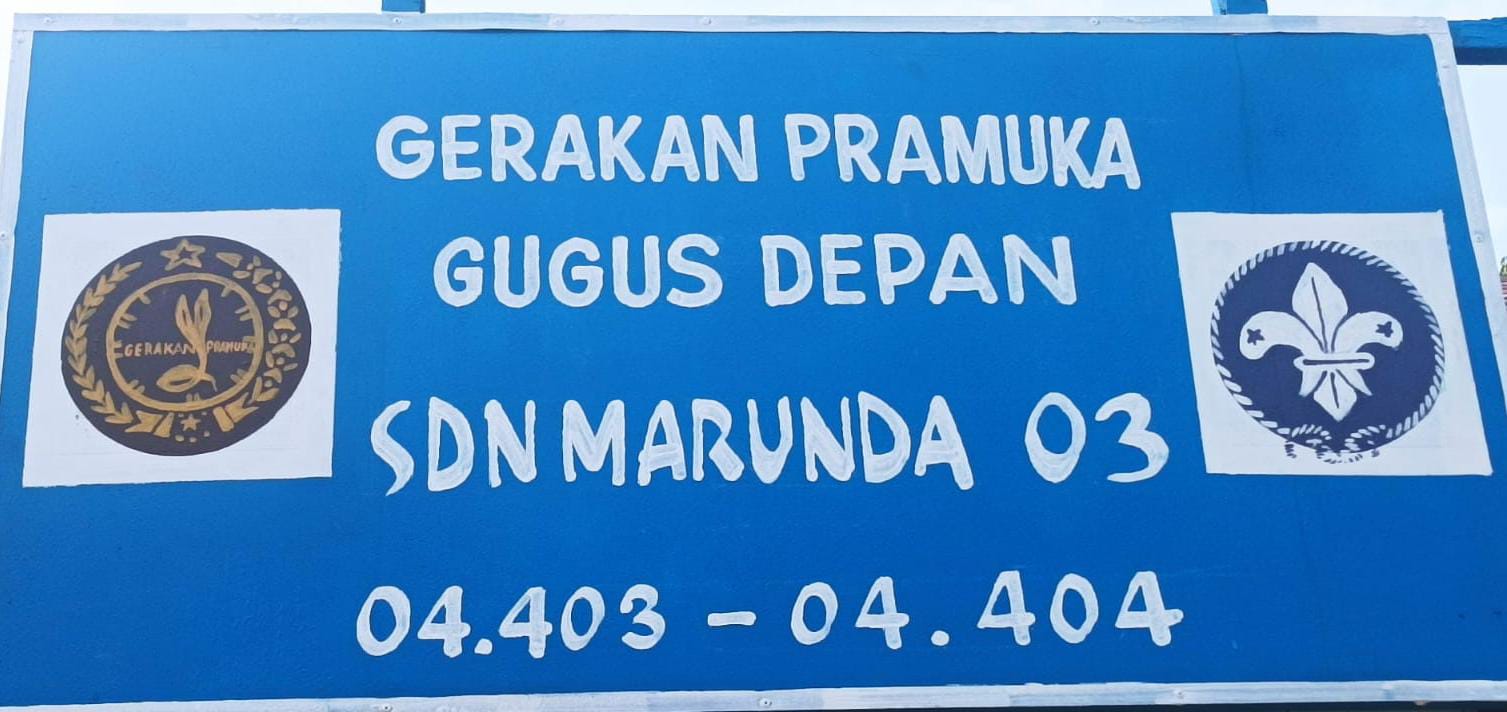 GERAKAN PRAMUKA
GUGUS DEPAN
SDN MARUNDA 03
04.403 - 04.404
GERAKAN PRAMUKA